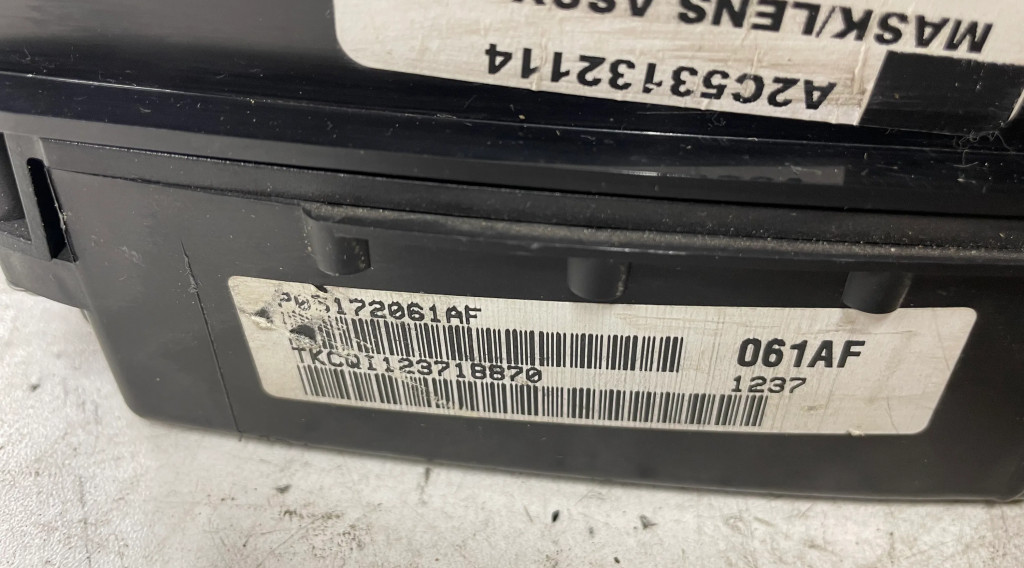 MASK/LENS ASSY
A2C53132114
P05172061AF
TKCQI123718870
061AF
1237